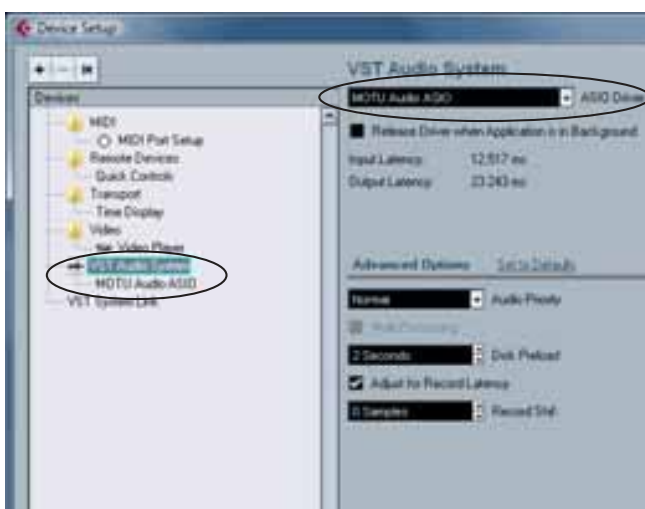 Device Setup
+ - |◀
Devices
MIDI
MIDI Port Setup
Remote Devices
Quick Controls
Transport
Time Display
Video
Video Player
VST Audio System
MOTU Audio ASIO
VST System Link
VST Audio System
MOTU Audio ASIO ASIO Driver
Release Driver when Application is in Background
Input Latency: 12.517 ms
Output Latency: 23.243 ms
Advanced Options Set to Defaults
Normal Audio Priority
Multi Processing
2 Seconds Disk Preload
Adjust for Record Latency
0 Samples Record Shift